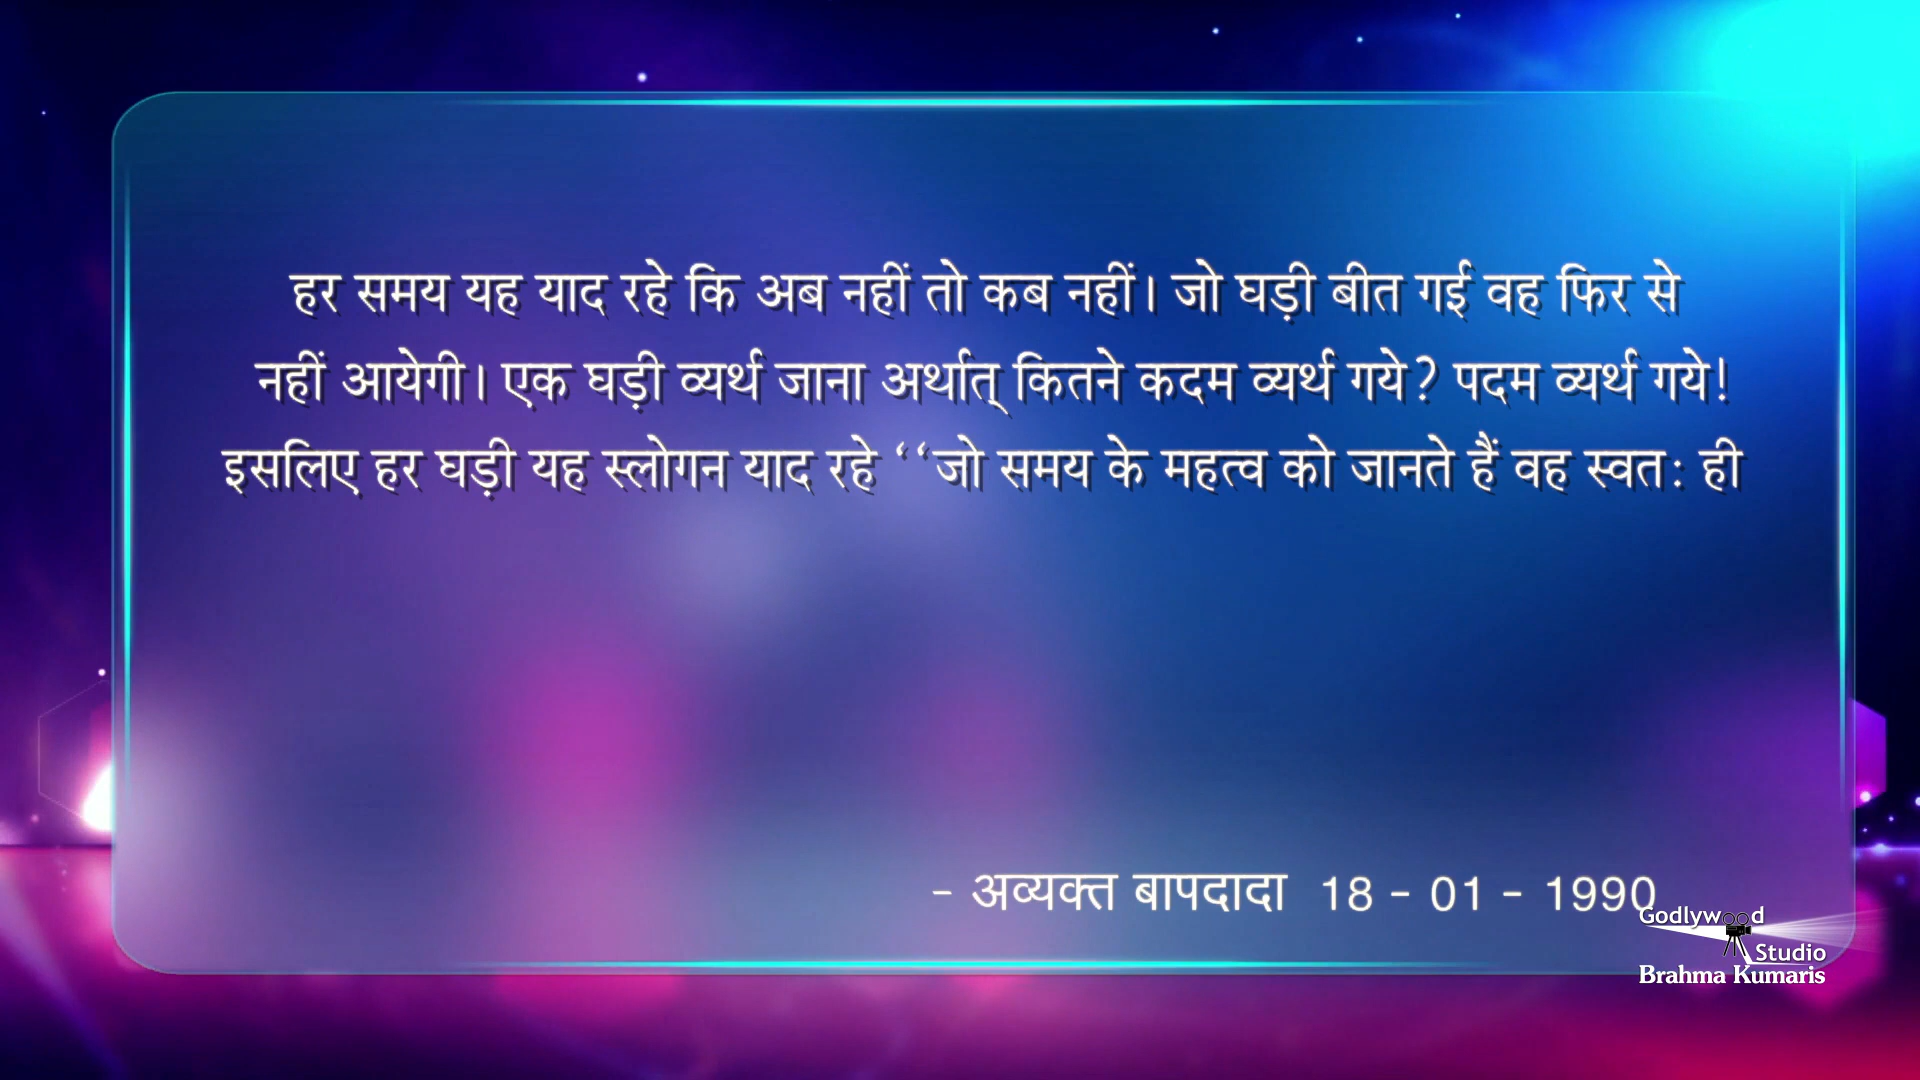 हर समय यह याद रहे कि अब नहीं तो कब नहीं। जो घड़ी बीत गई वह फिर से
नहीं आयेगी। एक घड़ी व्यर्थ जाना अर्थात् कितने कदम व्यर्थ गये? पदम व्यर्थ गये!
इसलिए हर घड़ी यह स्लोगन याद रहे ‘‘जो समय के महत्व को जानते हैं वह स्वत: ही
- अव्यक्त बापदादा 18 - 01 - 1990
Godlywood
Studio
Brahma Kumaris